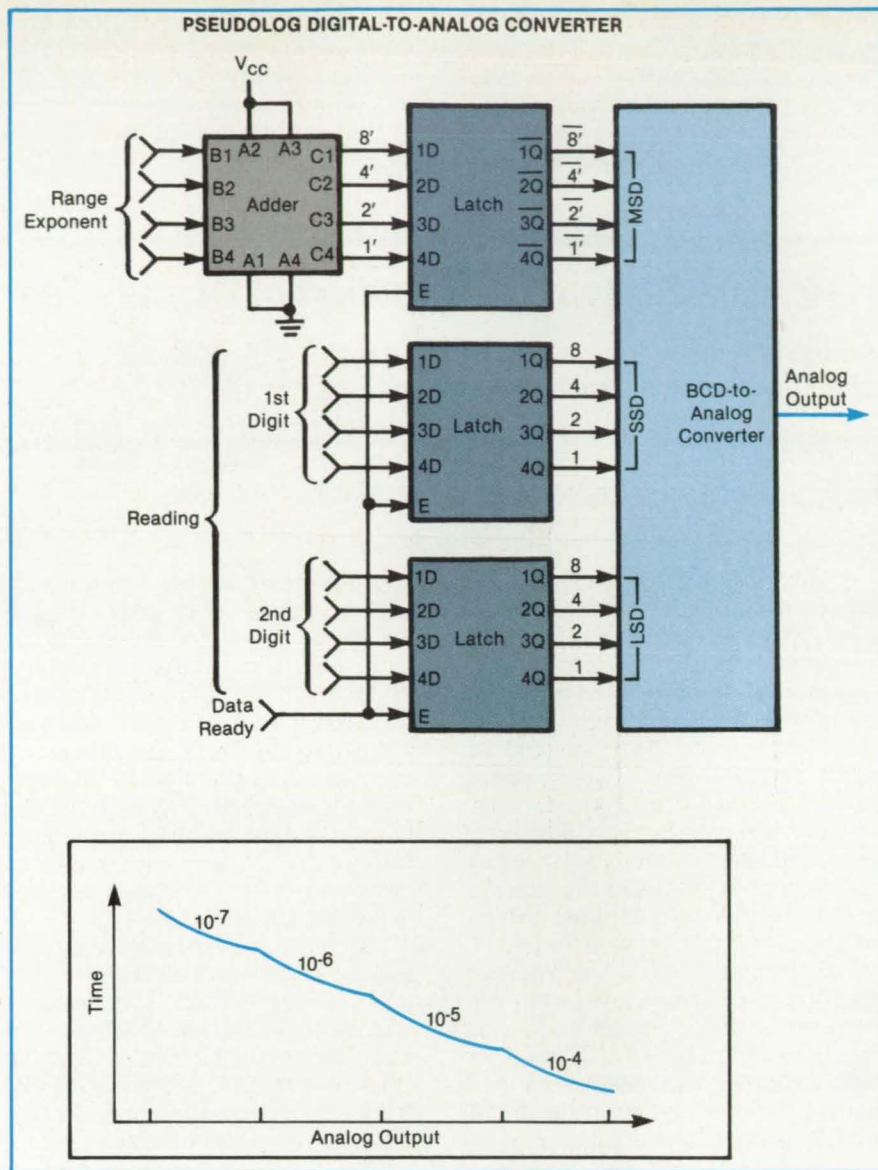 PSEUDOLOG DIGITAL-TO-ANALOG CONVERTER
VCC
Range
Exponent
B1
B2
B3
B4
A2 A3
Adder
A1 A4
C1
C2
C3
C4
8'
4'
2'
1'
1D
2D
3D
4D
E
Latch
1Q̅
2Q̅
3Q̅
4Q̅
8̅'̅
4̅'̅
2̅'̅
1̅'̅
MSD
Reading
1st
Digit
1D
2D
3D
4D
E
Latch
1Q
2Q
3Q
4Q
8
4
2
1
SSD
BCD-to-
Analog
Converter
Analog
Output
2nd
Digit
1D
2D
3D
4D
E
Latch
1Q
2Q
3Q
4Q
8
4
2
1
LSD
Data
Ready
Time
10-7
10-6
10-5
10-4
Analog Output